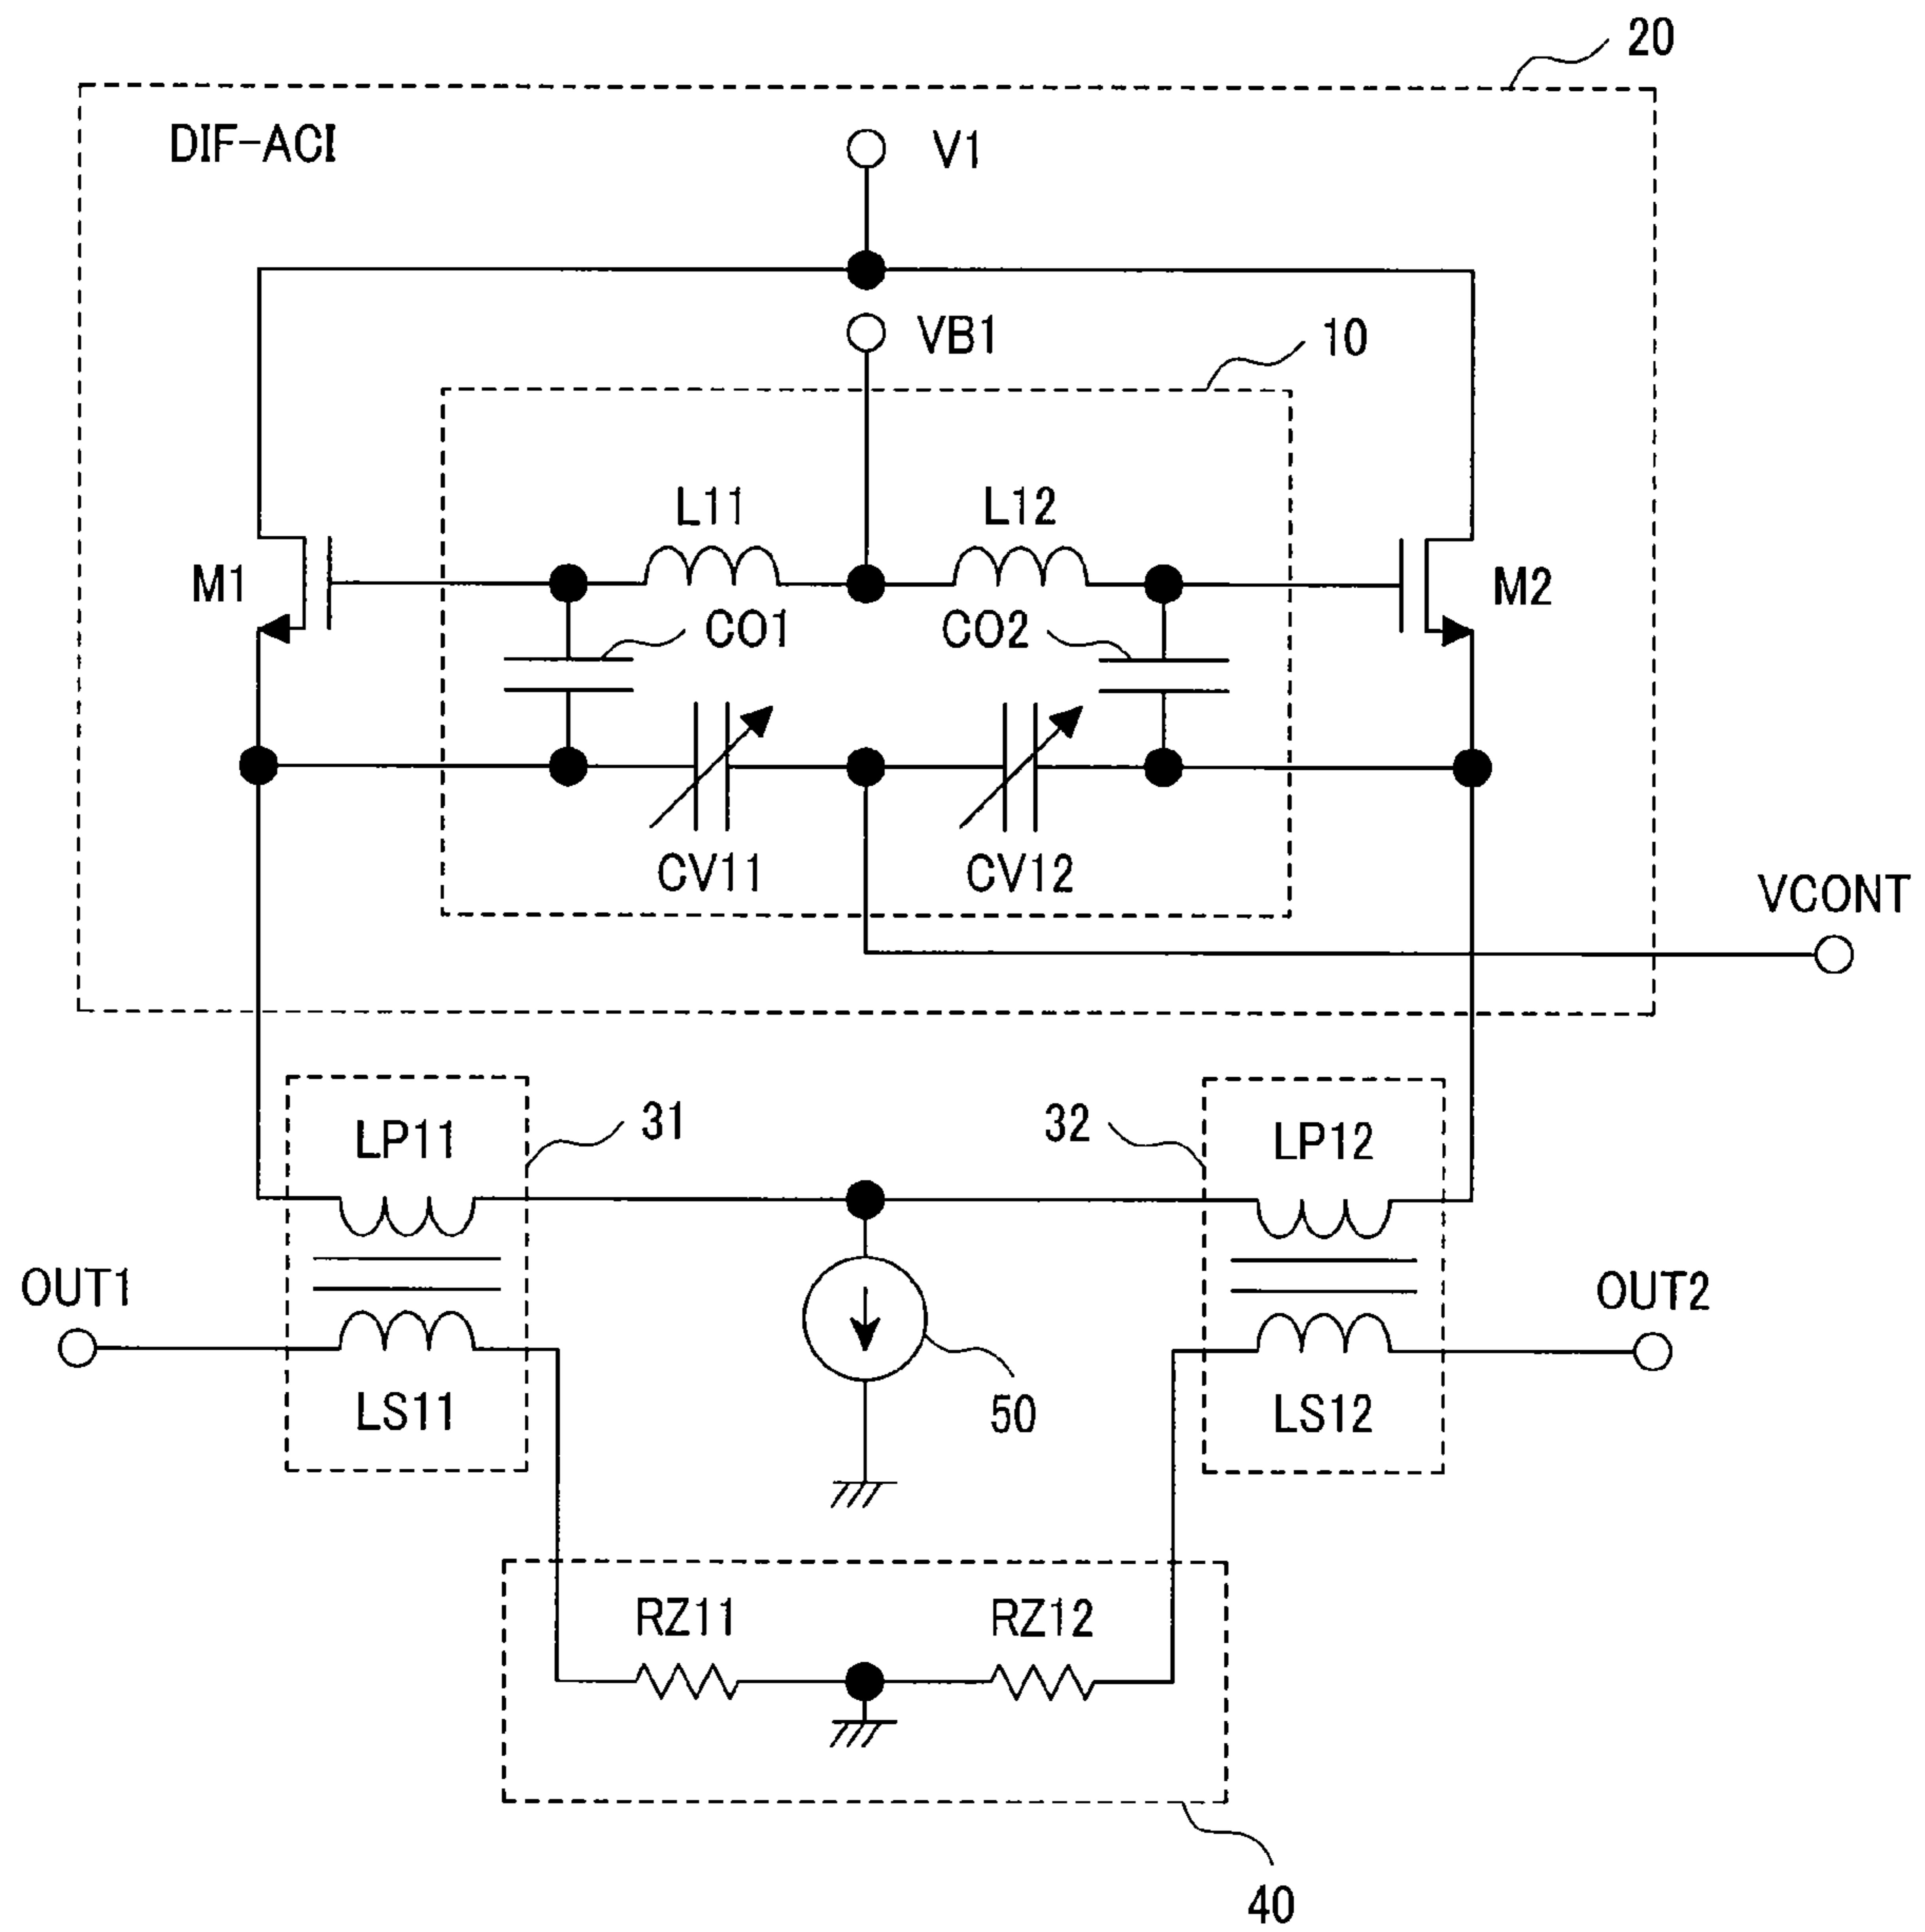 20
DIF-ACI
V1
VB1
10
L11
L12
M1
M2
CO1
CO2
CV11
CV12
VCONT
31
32
LP11
LP12
OUT1
OUT2
LS11
50
LS12
RZ11
RZ12
40